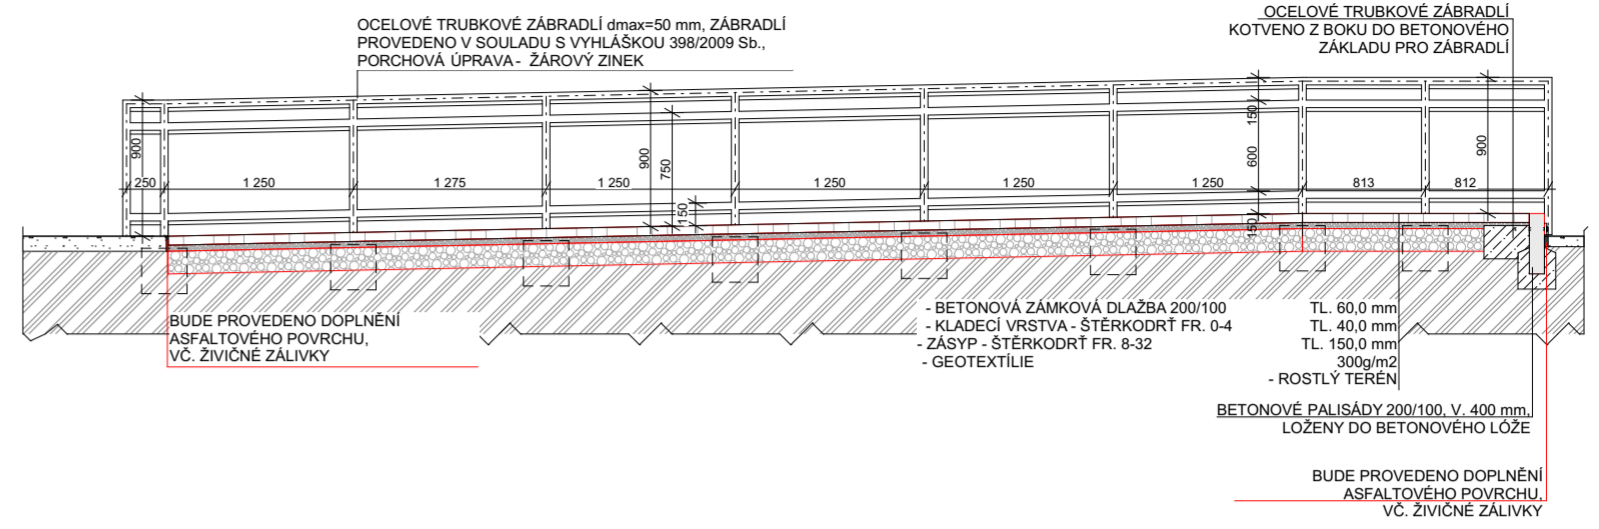 OCELOVÉ TRUBKOVÉ ZÁBRADLÍ dmax=50 mm, ZÁBRADLÍ
PROVEDENO V SOULADU S VYHLÁŠKOU 398/2009 Sb.,
PORCHOVÁ ÚPRAVA - ŽÁROVÝ ZINEK
OCELOVÉ TRUBKOVÉ ZÁBRADLÍ
KOTVENO Z BOKU DO BETONOVÉHO
ZÁKLADU PRO ZÁBRADLÍ
900
900
750
150
150
600
150
900
250
1 250
1 275
1 250
1 250
1 250
1 250
813
812
BUDE PROVEDENO DOPLNĚNÍ
ASFALTOVÉHO POVRCHU,
VČ. ŽIVIČNÉ ZÁLIVKY
- BETONOVÁ ZÁMKOVÁ DLAŽBA 200/100 TL. 60,0 mm
- KLADECÍ VRSTVA - ŠTĚRKODRŤ FR. 0-4 TL. 40,0 mm
- ZÁSYP - ŠTĚRKODRŤ FR. 8-32 TL. 150,0 mm
- GEOTEXTÍLIE 300g/m2
- ROSTLÝ TERÉN
BETONOVÉ PALISÁDY 200/100, V. 400 mm,
LOŽENY DO BETONOVÉHO LÓŽE
BUDE PROVEDENO DOPLNĚNÍ
ASFALTOVÉHO POVRCHU,
VČ. ŽIVIČNÉ ZÁLIVKY